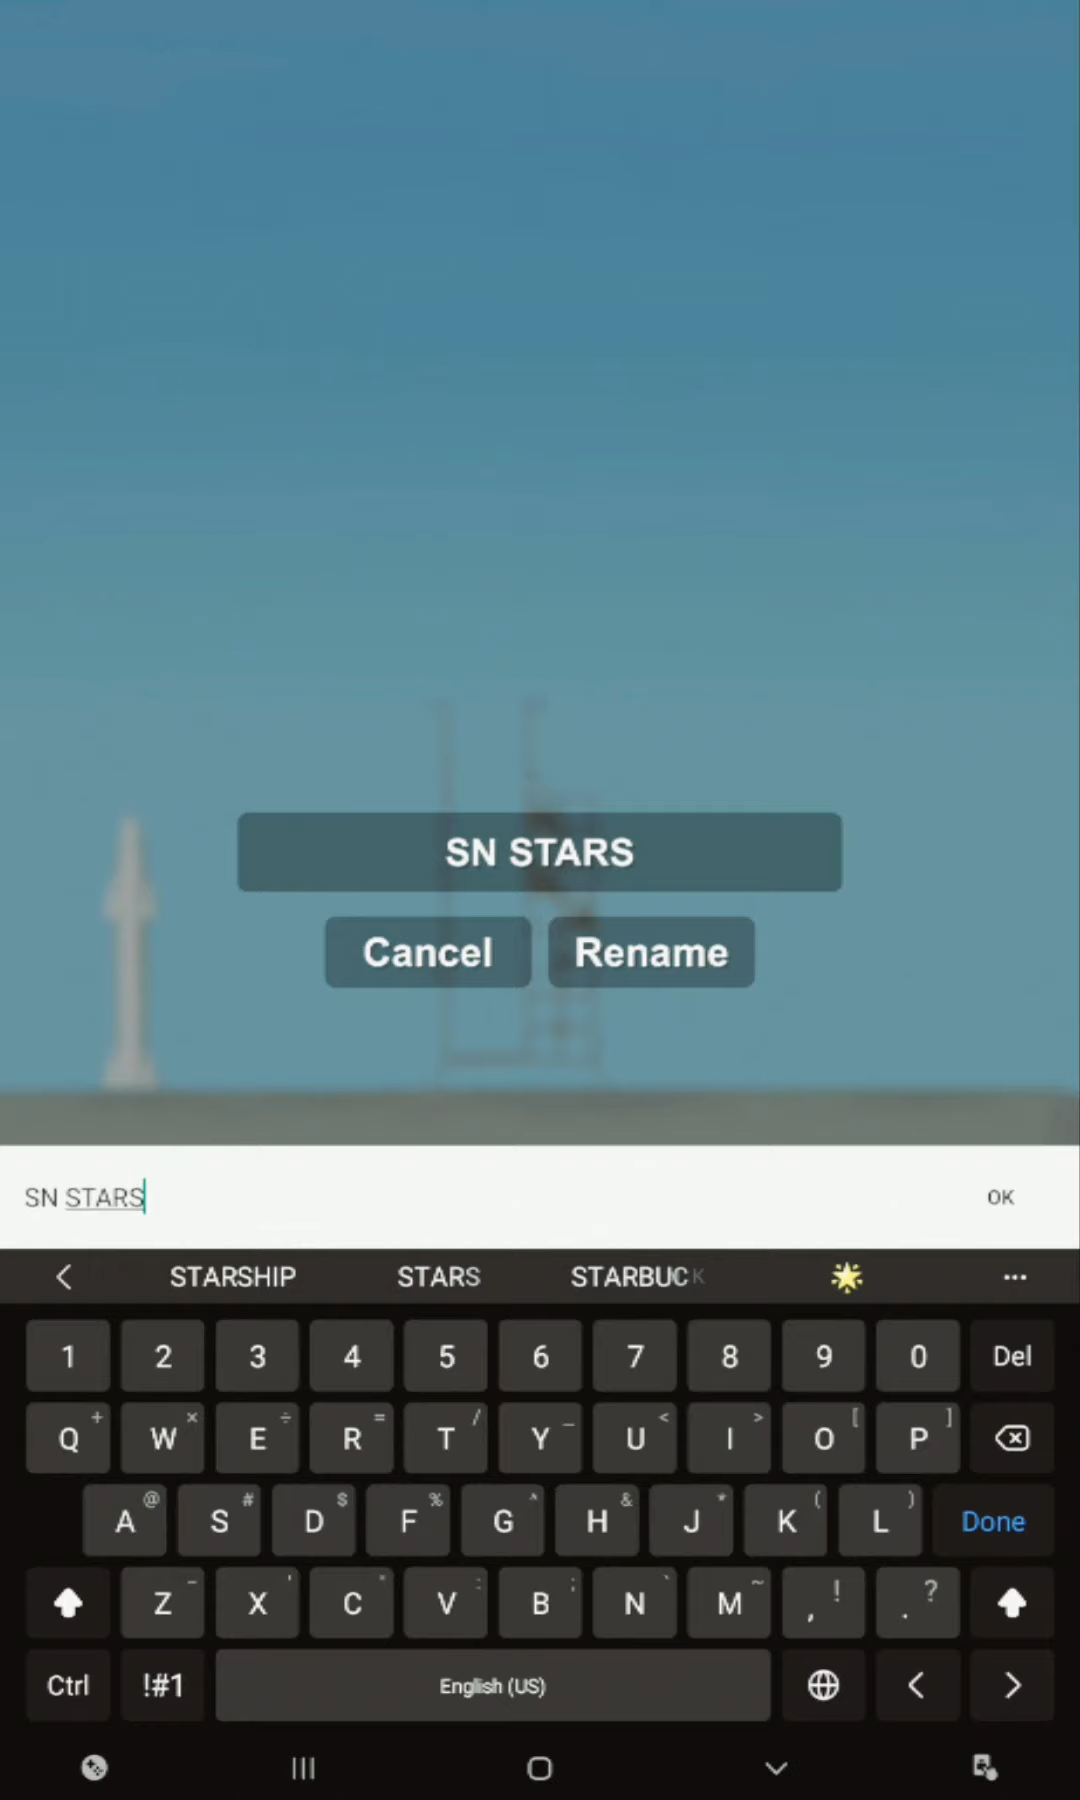 SN STARS
Cancel Rename
SN STARS OK
STARSHIP STARS STARBUCK
1 2 3 4 5 6 7 8 9 0 Del
+ × ÷ = / _ < > [ ]
Q W E R T Y U I O P
@ # $ % ^ & * ( )
A S D F G H J K L Done
- ' " : ; ` ~ ! ?
Z X C V B N M , .
Ctrl !#1 English (US) < >